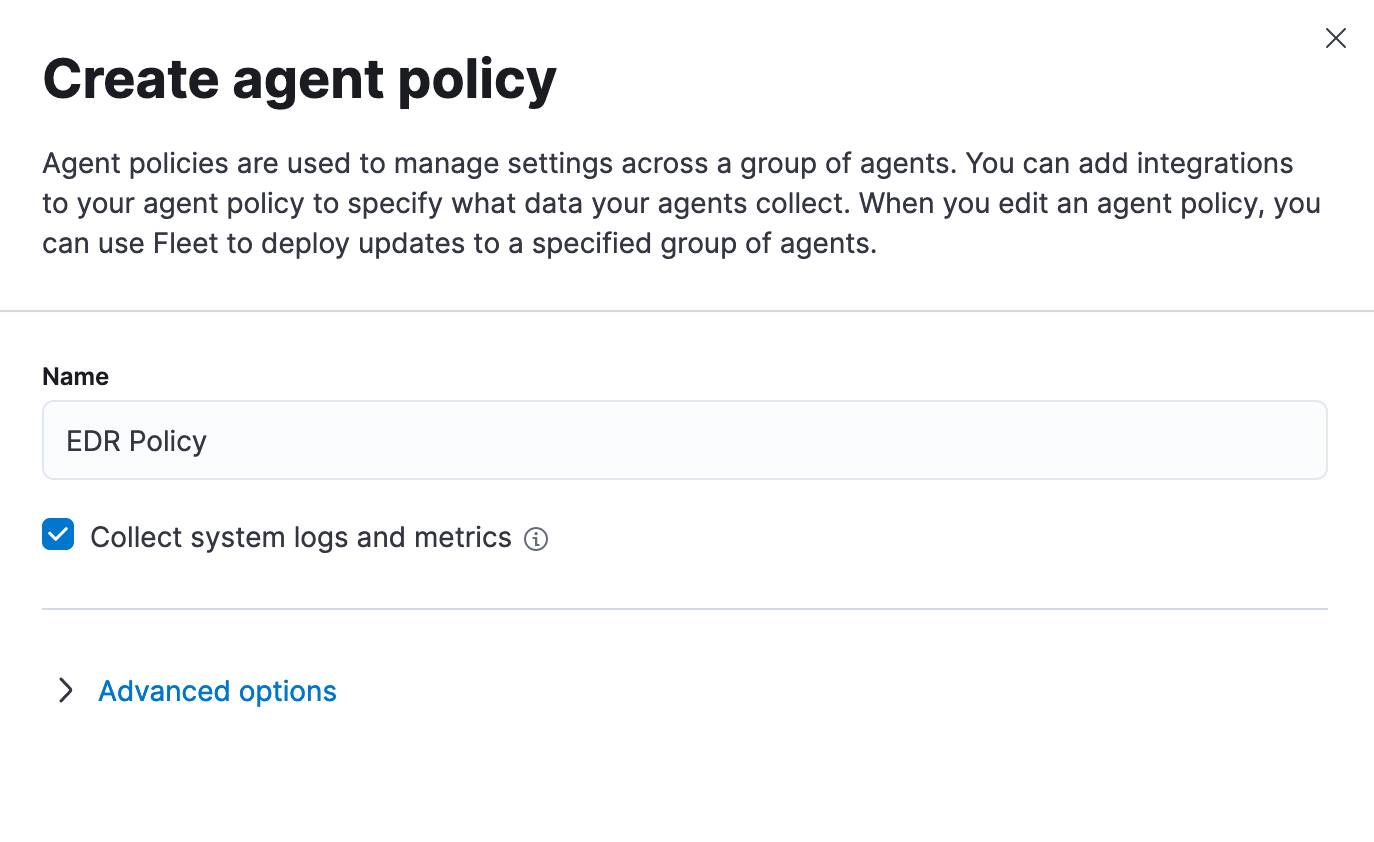 Create agent policy
Agent policies are used to manage settings across a group of agents. You can add integrations
to your agent policy to specify what data your agents collect. When you edit an agent policy, you
can use Fleet to deploy updates to a specified group of agents.
Name
EDR Policy
Collect system logs and metrics
Advanced options